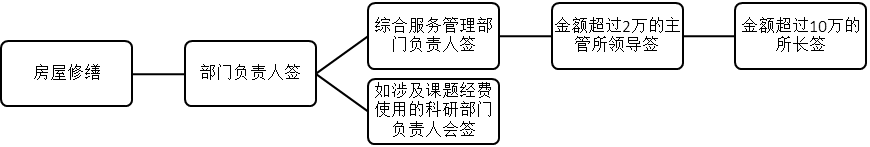 房屋修缮
部门负责人签
综合服务管理部
门负责人签
如涉及课题经费
使用的科研部门
负责人会签
金额超过2万的主
管所领导签
金额超过10万的
所长签